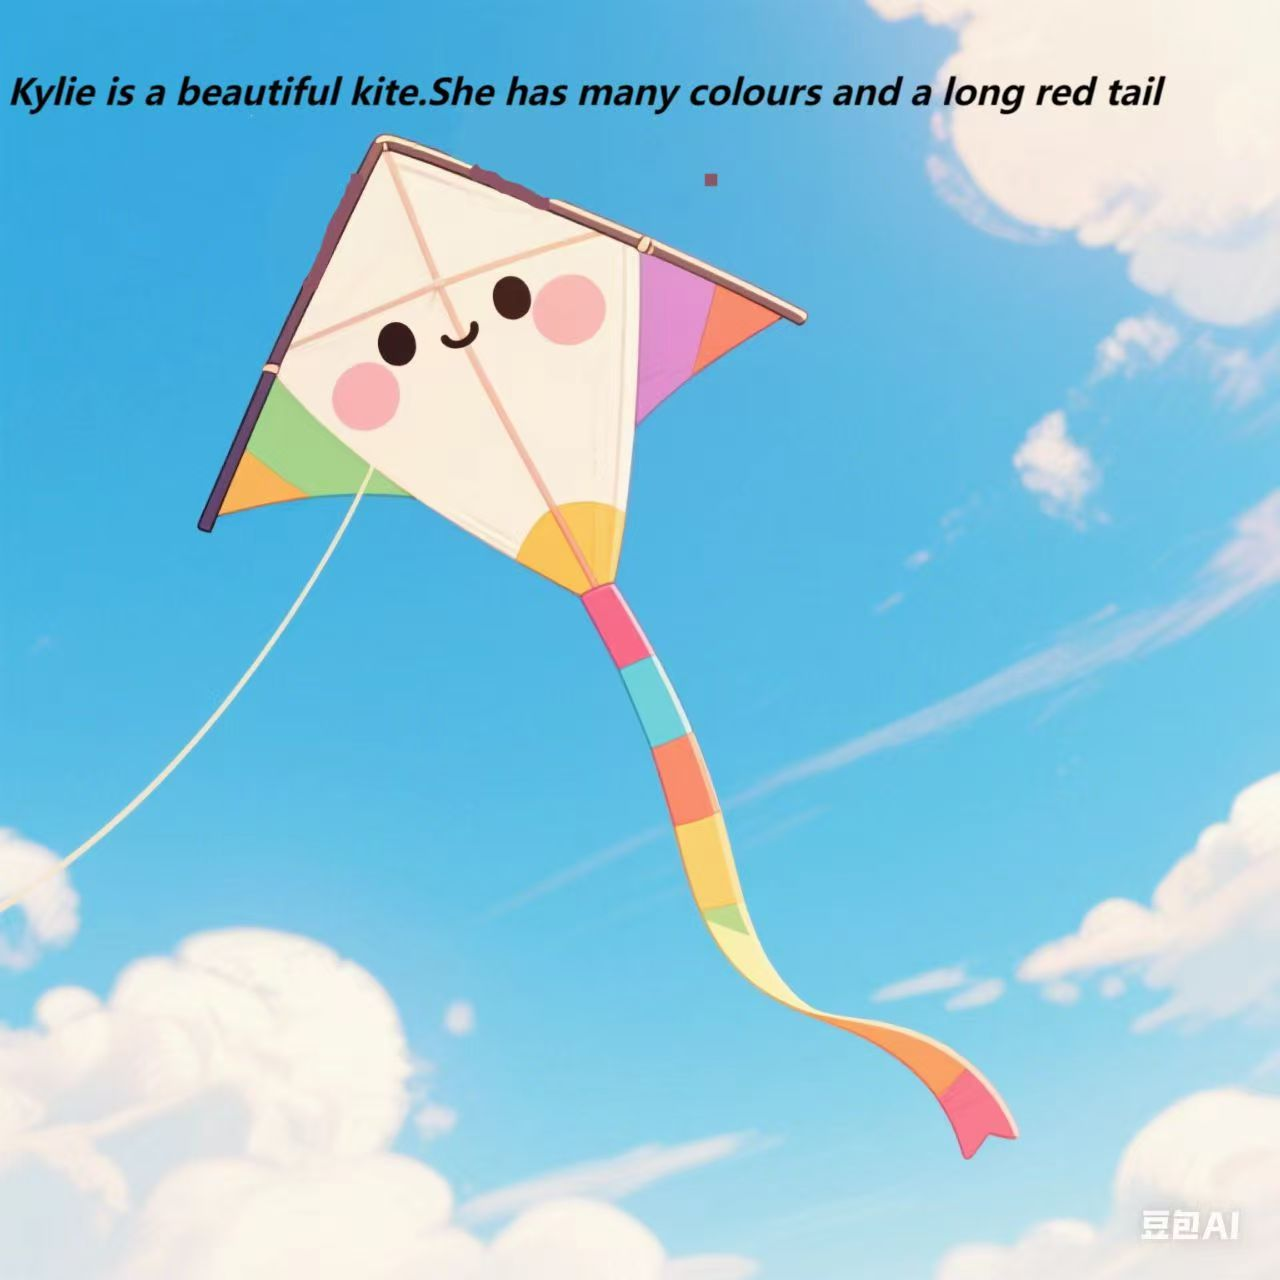 Kylie is a beautiful kite.She has many colours and a long red tail
豆包AI